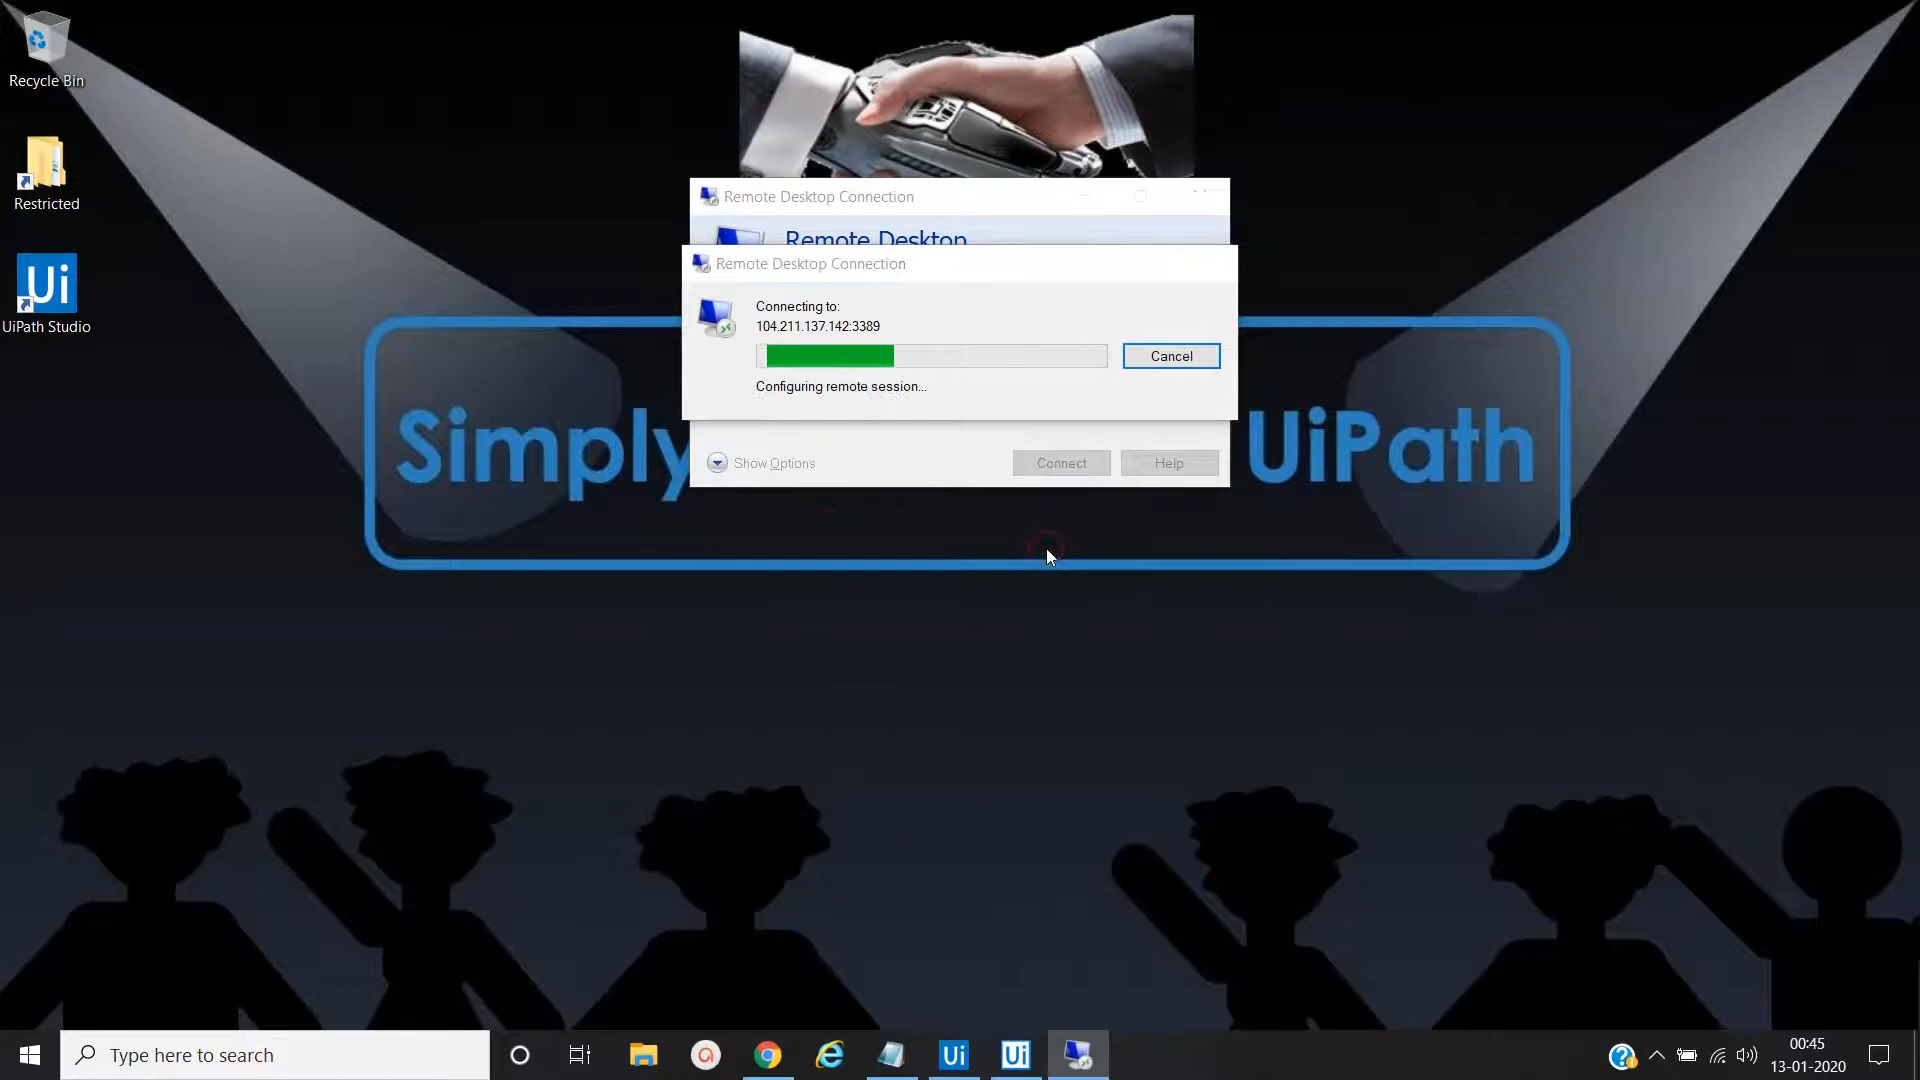 Recycle Bin
Restricted
UiPath Studio
Remote Desktop Connection
Remote Desktop
Remote Desktop Connection
Connecting to:
104.211.137.142:3389
Cancel
Configuring remote session...
Show Options
Connect
Help
Simply UiPath
Type here to search
00:45
13-01-2020